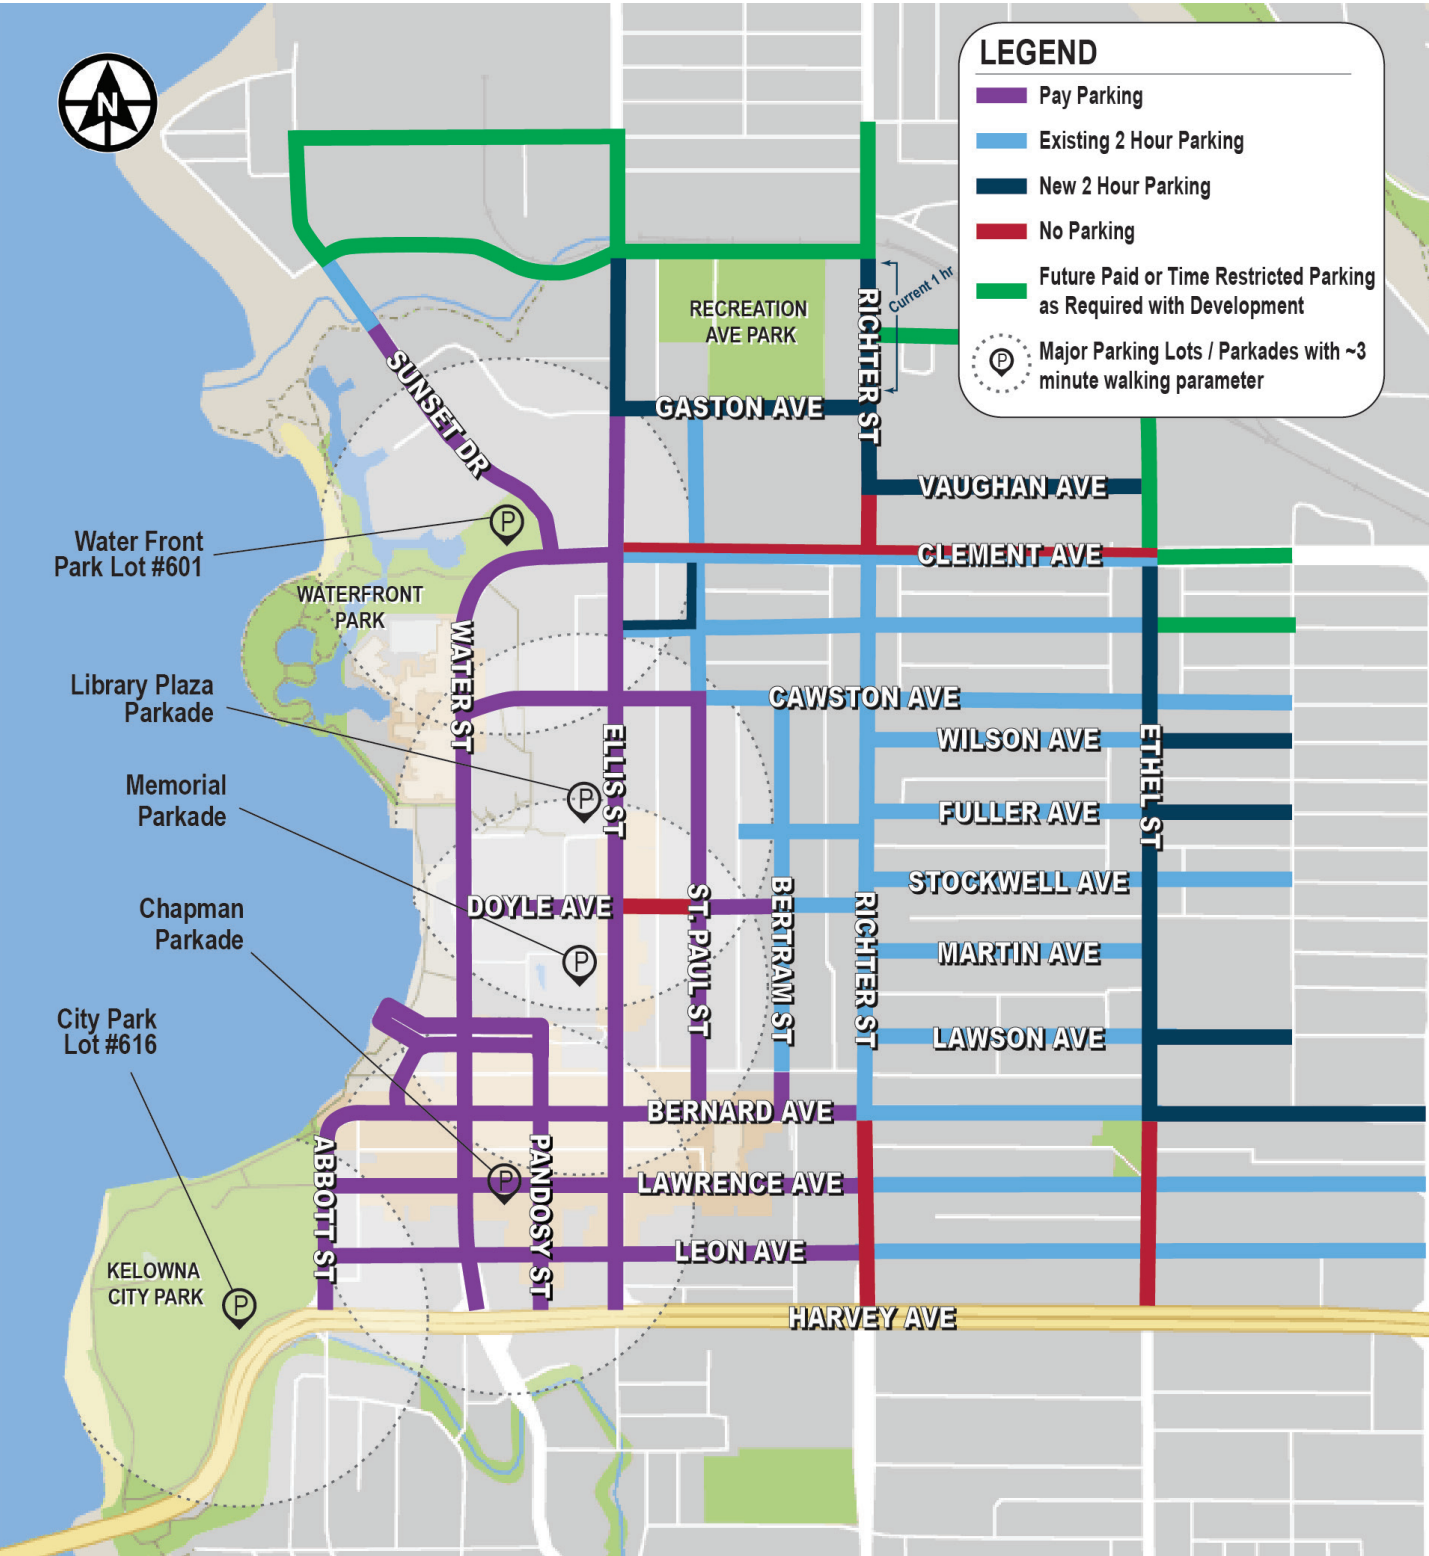 N
LEGEND
Pay Parking
Existing 2 Hour Parking
New 2 Hour Parking
No Parking
Future Paid or Time Restricted Parking
as Required with Development
P
Major Parking Lots / Parkades with ~3
minute walking parameter
Current 1 hr
RECREATION
AVE PARK
RICHTER ST
SUNSET DR
GASTON AVE
VAUGHAN AVE
P
Water Front
Park Lot #601
CLEMENT AVE
WATERFRONT
PARK
WATER ST
Library Plaza
Parkade
CAWSTON AVE
ELLIS ST
WILSON AVE
ETHEL ST
Memorial
Parkade
P
FULLER AVE
STOCKWELL AVE
Chapman
Parkade
DOYLE AVE
ST. PAUL ST
BERTRAM ST
RICHTER ST
MARTIN AVE
P
City Park
Lot #616
LAWSON AVE
BERNARD AVE
ABBOTT ST
PANDOSY ST
P
LAWRENCE AVE
LEON AVE
KELOWNA
CITY PARK
P
HARVEY AVE